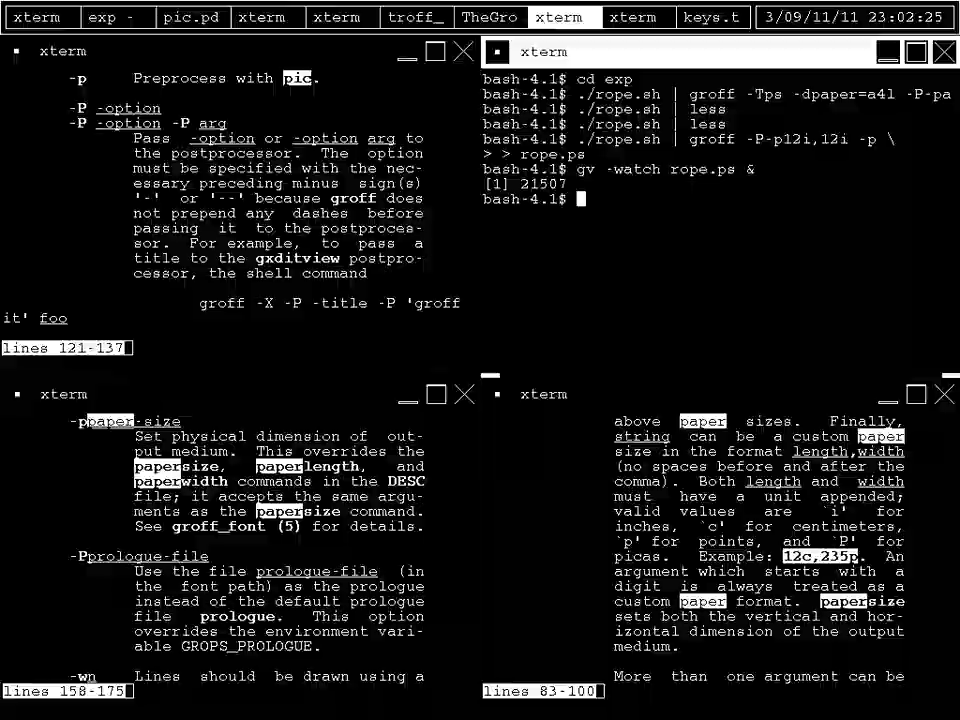 xterm exp - pic.pd xterm xterm troff_ TheGro xterm xterm keys.t 3/09/11/11 23:02:25
xterm
-p Preprocess with pic.
-P -option
-P -option -P arg
Pass -option or -option arg to
the postprocessor. The option
must be specified with the nec-
essary preceding minus sign(s)
'-' or '--' because groff does
not prepend any dashes before
passing it to the postproces-
sor. For example, to pass a
title to the gxditview postpro-
cessor, the shell command
groff -X -P -title -P 'groff
it' foo
lines 121-137
xterm
bash-4.1$ cd exp
bash-4.1$ ./rope.sh | groff -Tps -dpaper=a4l -P-pa
bash-4.1$ ./rope.sh | less
bash-4.1$ ./rope.sh | less
bash-4.1$ ./rope.sh | groff -P-p12i,12i -p \
> > rope.ps
bash-4.1$ gv -watch rope.ps &
[1] 21507
bash-4.1$
xterm
-ppaper-size
Set physical dimension of out-
put medium. This overrides the
papersize, paperlength, and
paperwidth commands in the DESC
file; it accepts the same argu-
ments as the papersize command.
See groff_font (5) for details.
-Pprologue-file
Use the file prologue-file (in
the font path) as the prologue
instead of the default prologue
file prologue. This option
overrides the environment vari-
able GROPS_PROLOGUE.
-wn Lines should be drawn using a
lines 158-175
xterm
above paper sizes. Finally,
string can be a custom paper
size in the format length,width
(no spaces before and after the
comma). Both length and width
must have a unit appended;
valid values are `i' for
inches, `c' for centimeters,
`p' for points, and `P' for
picas. Example: 12c,235p. An
argument which starts with a
digit is always treated as a
custom paper format. papersize
sets both the vertical and hor-
izontal dimension of the output
medium.
More than one argument can be
lines 83-100